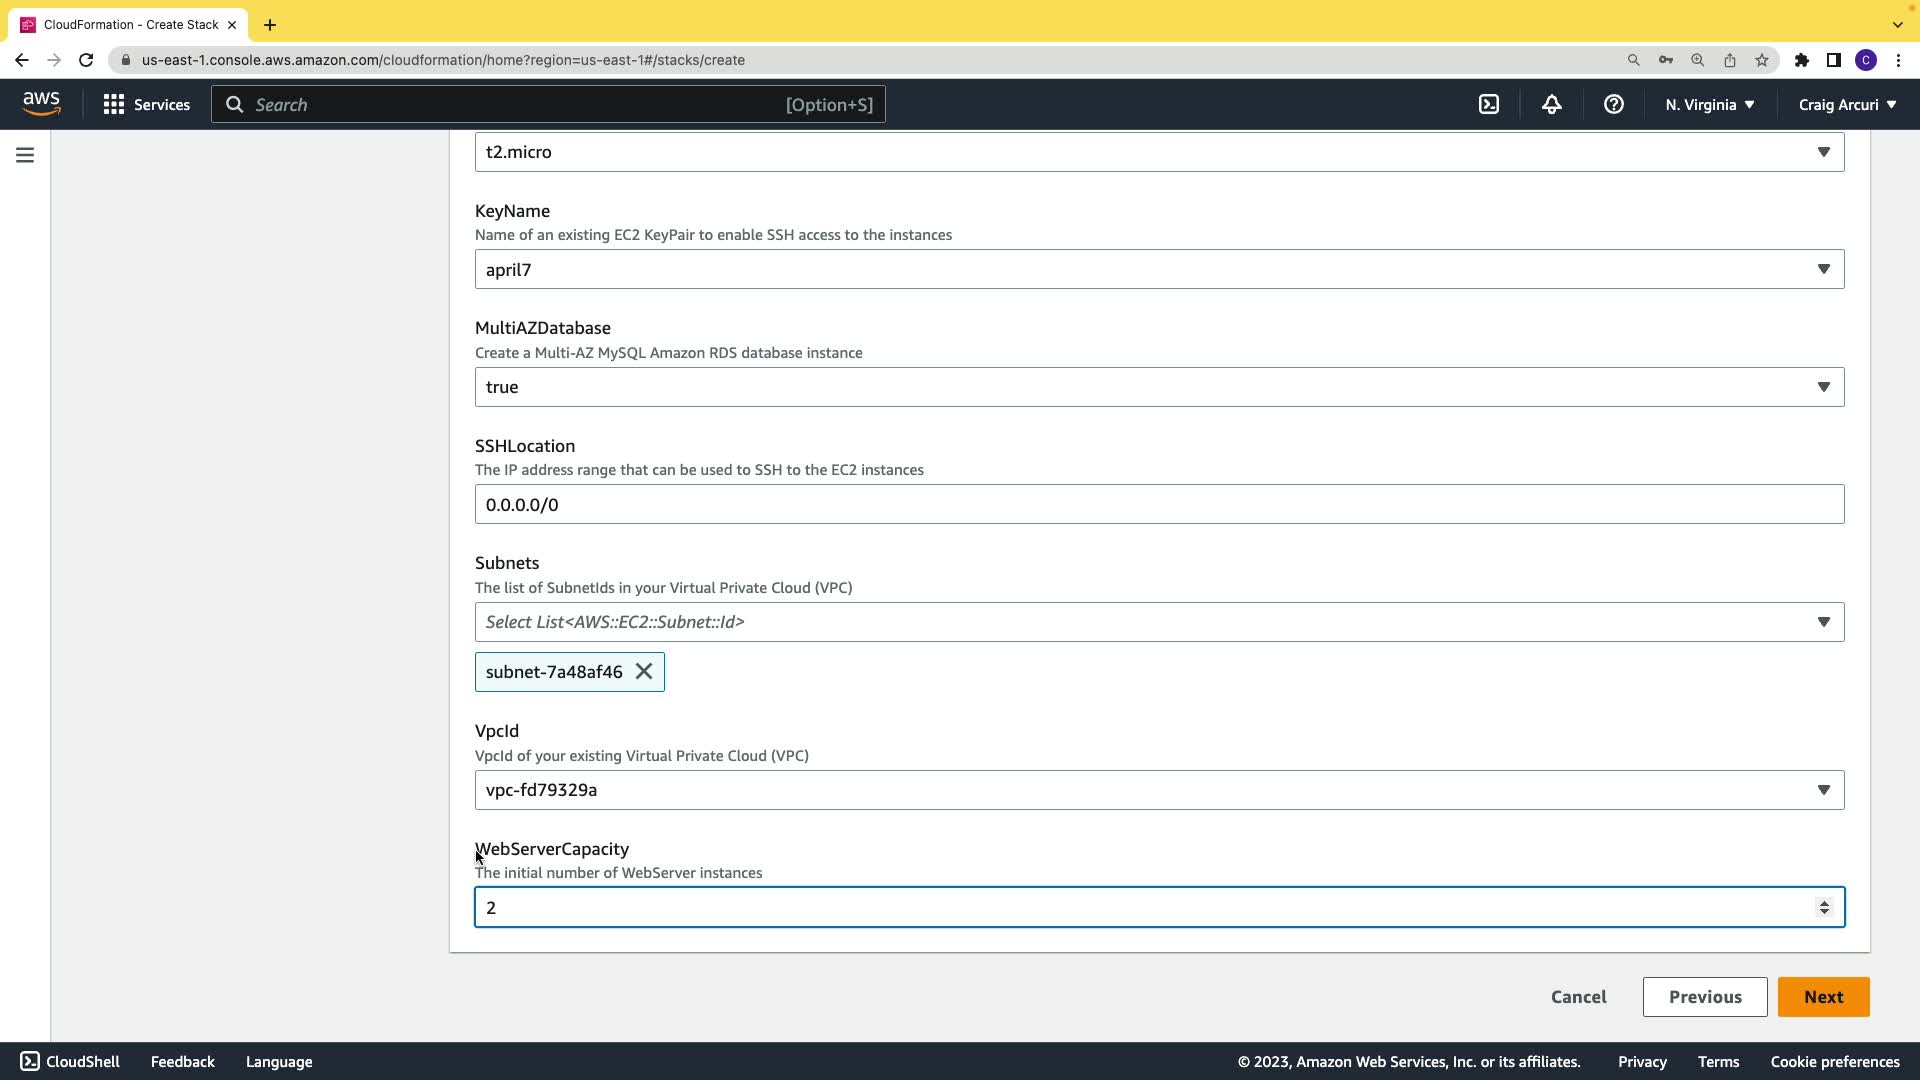 CloudFormation - Create Stack
us-east-1.console.aws.amazon.com/cloudformation/home?region=us-east-1#/stacks/create
C
aws
Services
Search
[Option+S]
N. Virginia
Craig Arcuri
t2.micro
KeyName
Name of an existing EC2 KeyPair to enable SSH access to the instances
april7
MultiAZDatabase
Create a Multi-AZ MySQL Amazon RDS database instance
true
SSHLocation
The IP address range that can be used to SSH to the EC2 instances
0.0.0.0/0
Subnets
The list of SubnetIds in your Virtual Private Cloud (VPC)
Select List<AWS::EC2::Subnet::Id>
subnet-7a48af46
VpcId
VpcId of your existing Virtual Private Cloud (VPC)
vpc-fd79329a
WebServerCapacity
The initial number of WebServer instances
2
Cancel
Previous
Next
CloudShell
Feedback
Language
© 2023, Amazon Web Services, Inc. or its affiliates.
Privacy
Terms
Cookie preferences